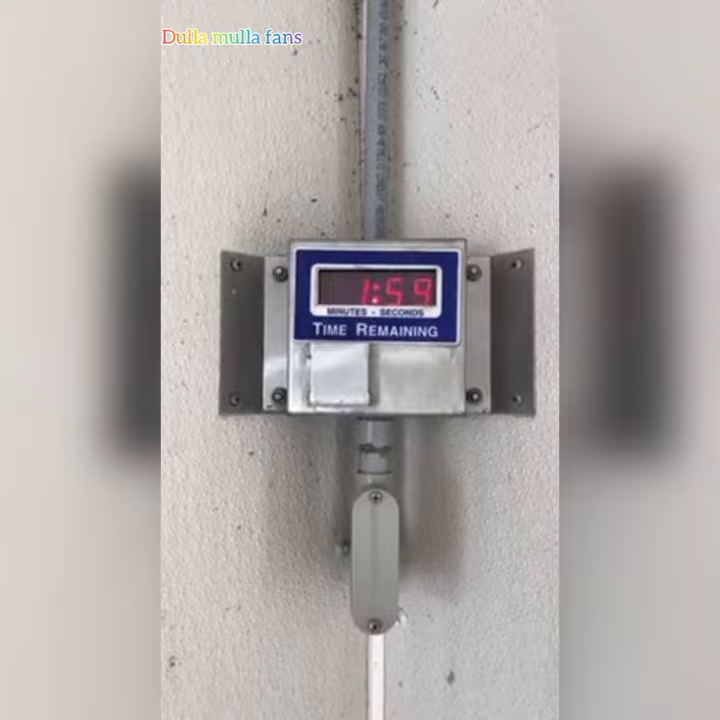 Dulla mulla fans
1:59
MINUTES - SECONDS
TIME REMAINING